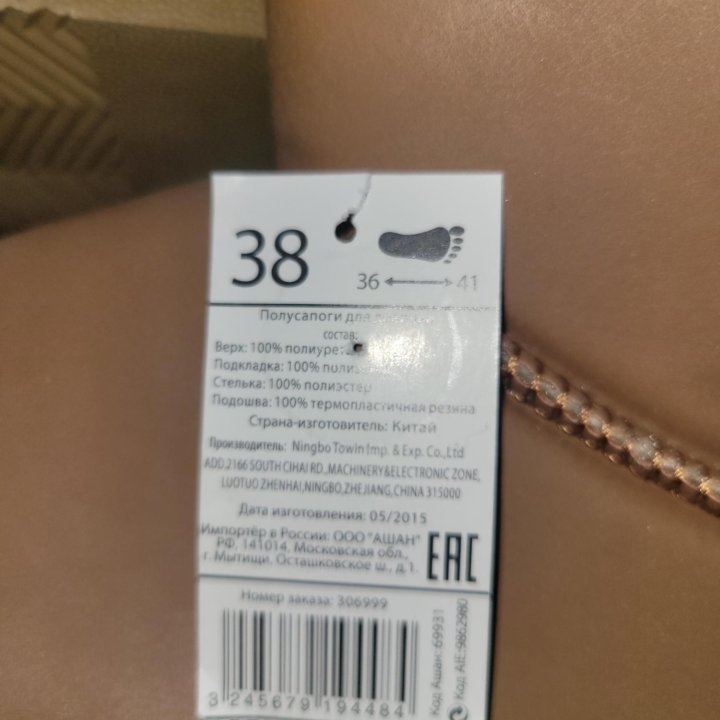 38
36 41
Полусапоги для
состав:
Верх: 100%
Подкладка: 100%
Стелька: 100% полиэстер
Подошва: 100% термопластичная резина
Страна-изготовитель: Китай
Производитель: Ningbo Towin Imp. & Exp. Co.,Ltd
ADD.2166 SOUTH CIHAI RD.,MACHINERY&ELECTRONIC ZONE,
LUOTUO ZHENHAI,NINGBO,ZHEJIANG,CHINA 315000
Дата изготовления: 05/2015
Импортёр в России: ООО "АШАН"
РФ, 141014, Московская обл.,
г. Мытищи, Осташковское ш., д.1.
EAC
Номер заказа: 306999
3 245679 194484
Код Ашан: 69931
Код AIE:9862980